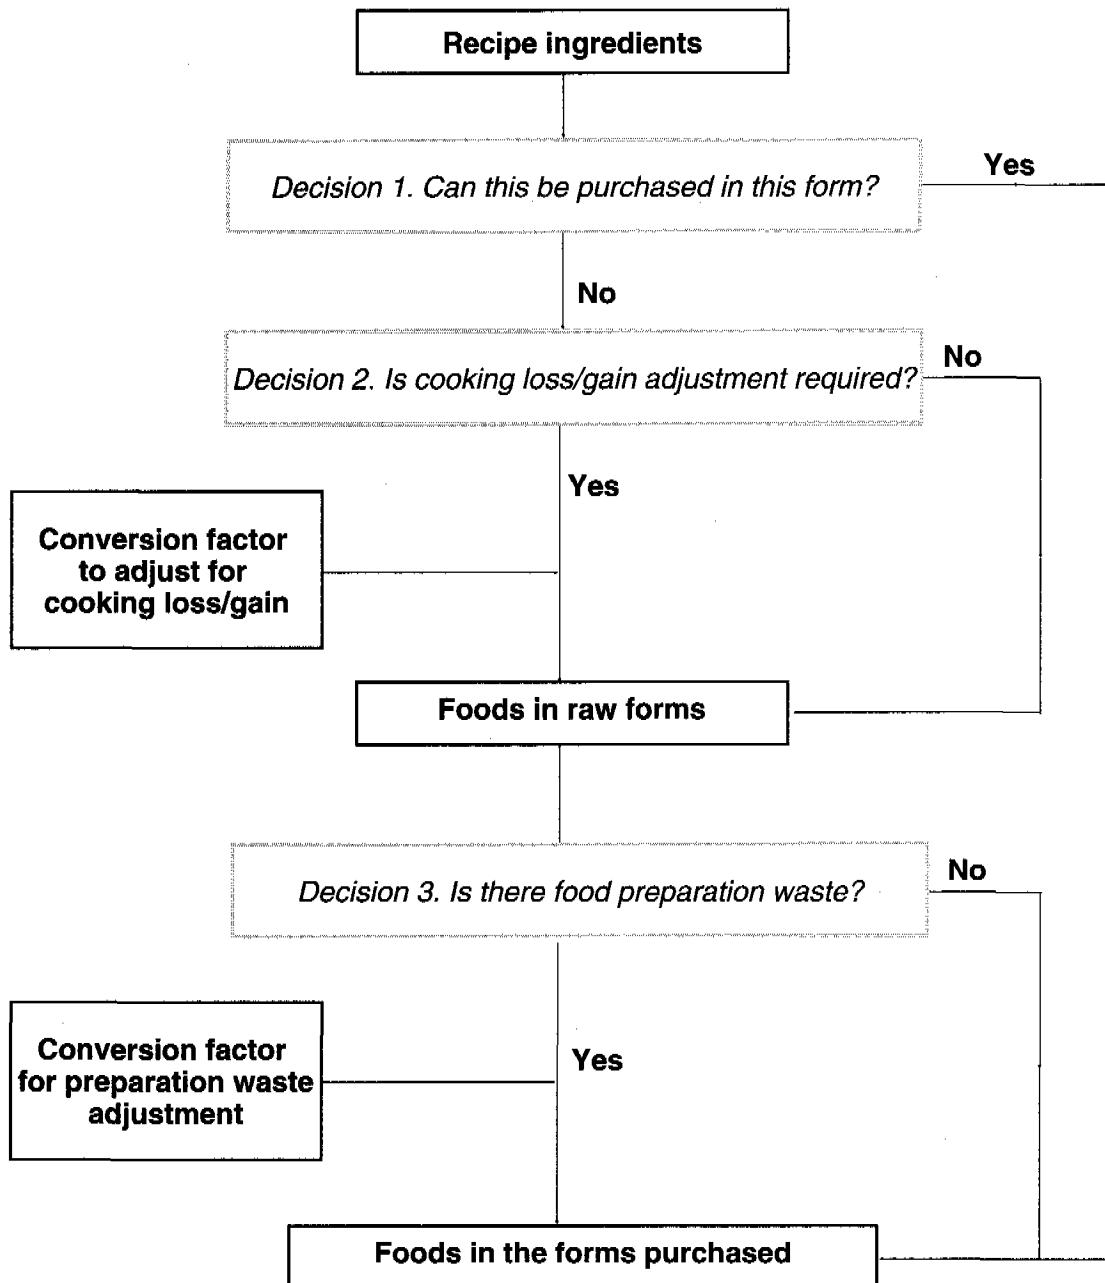 Recipe ingredients
Decision 1. Can this be purchased in this form?
Yes
No
Decision 2. Is cooking loss/gain adjustment required?
No
Yes
Conversion factor
to adjust for
cooking loss/gain
Foods in raw forms
Decision 3. Is there food preparation waste?
No
Yes
Conversion factor
for preparation waste
adjustment
Foods in the forms purchased